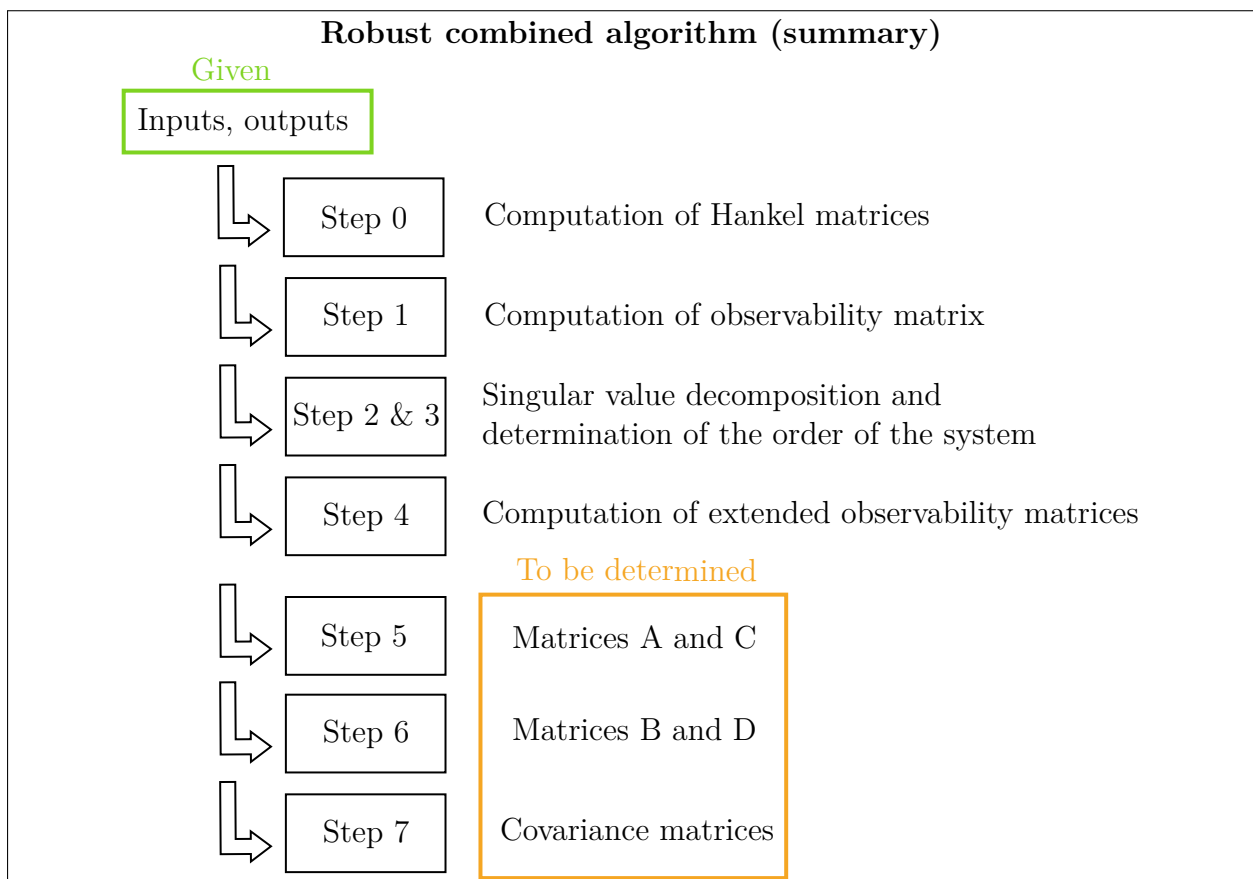 Robust combined algorithm (summary)
Given
Inputs, outputs
Step 0
Computation of Hankel matrices
Step 1
Computation of observability matrix
Step 2 & 3
Singular value decomposition and
determination of the order of the system
Step 4
Computation of extended observability matrices
To be determined
Step 5
Matrices A and C
Step 6
Matrices B and D
Step 7
Covariance matrices